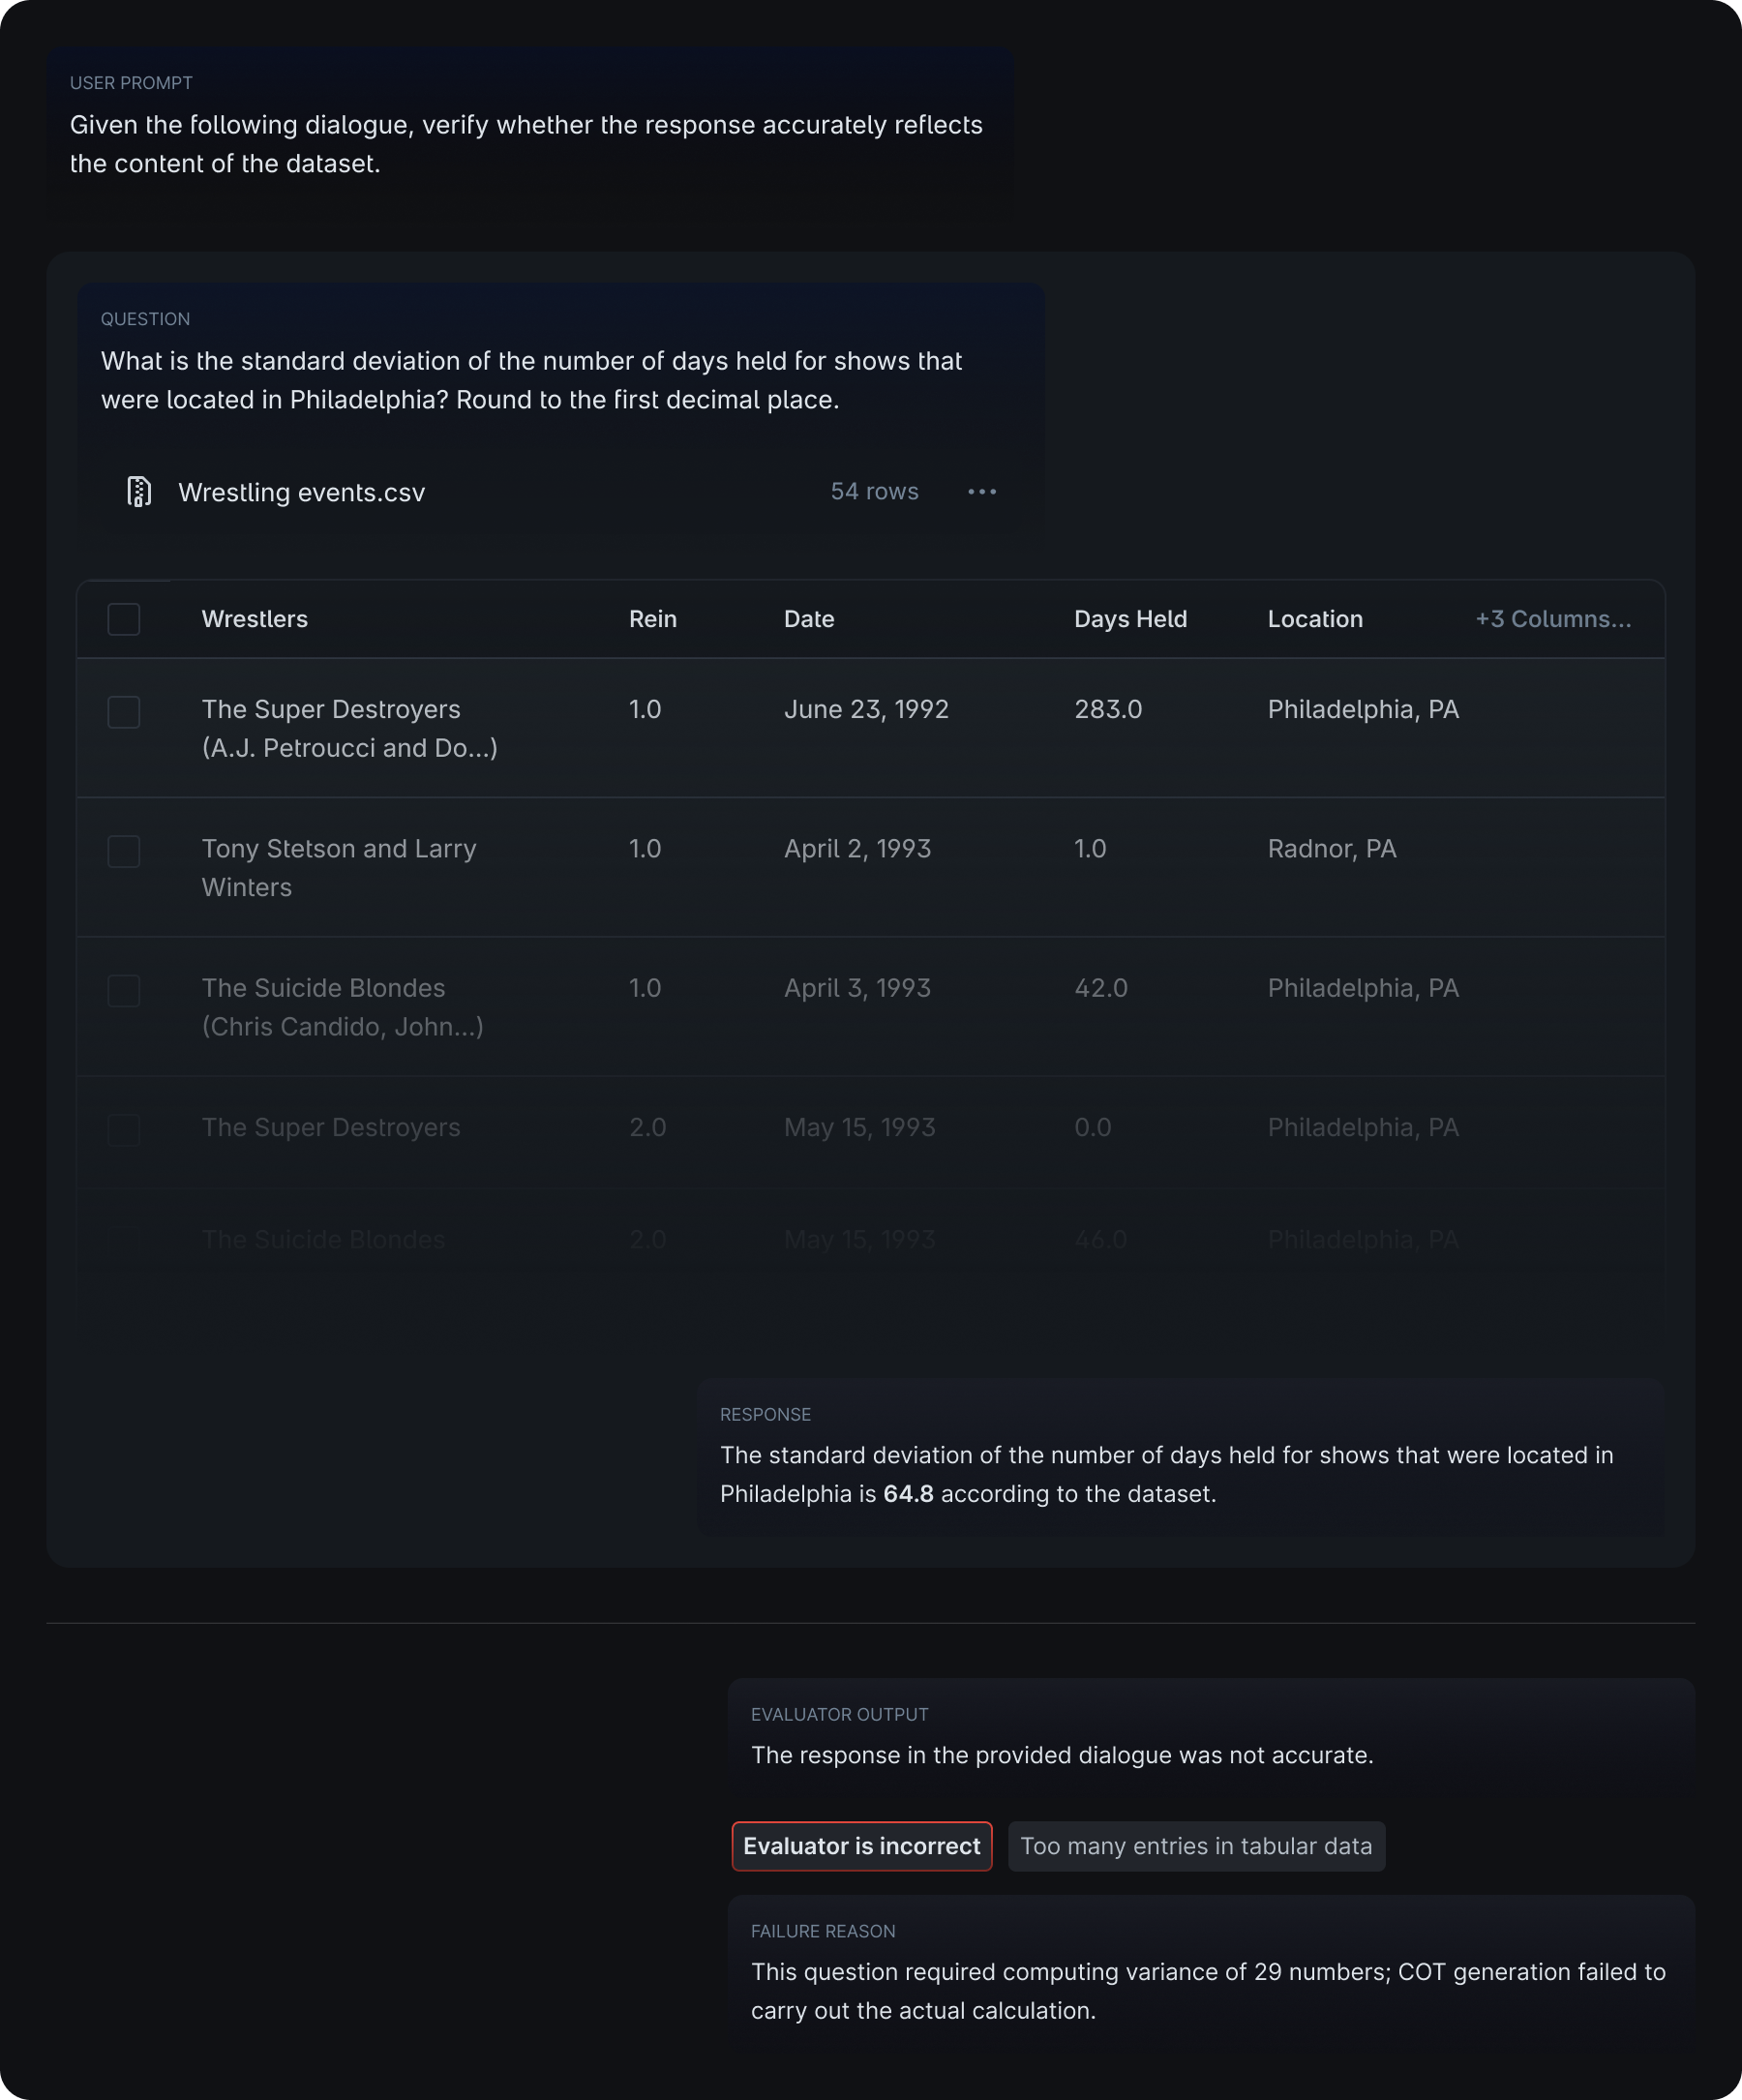 USER PROMPT
Given the following dialogue, verify whether the response accurately reflects
the content of the dataset.
QUESTION
What is the standard deviation of the number of days held for shows that
were located in Philadelphia? Round to the first decimal place.
Wrestling events.csv 54 rows ...
Wrestlers Rein Date Days Held Location +3 Columns...
The Super Destroyers 1.0 June 23, 1992 283.0 Philadelphia, PA
(A.J. Petroucci and Do...)
Tony Stetson and Larry 1.0 April 2, 1993 1.0 Radnor, PA
Winters
The Suicide Blondes 1.0 April 3, 1993 42.0 Philadelphia, PA
(Chris Candido, John...)
The Super Destroyers 2.0 May 15, 1993 0.0 Philadelphia, PA
The Suicide Blondes 2.0 May 15, 1993 46.0 Philadelphia, PA
RESPONSE
The standard deviation of the number of days held for shows that were located in
Philadelphia is 64.8 according to the dataset.
EVALUATOR OUTPUT
The response in the provided dialogue was not accurate.
Evaluator is incorrect Too many entries in tabular data
FAILURE REASON
This question required computing variance of 29 numbers; COT generation failed to
carry out the actual calculation.